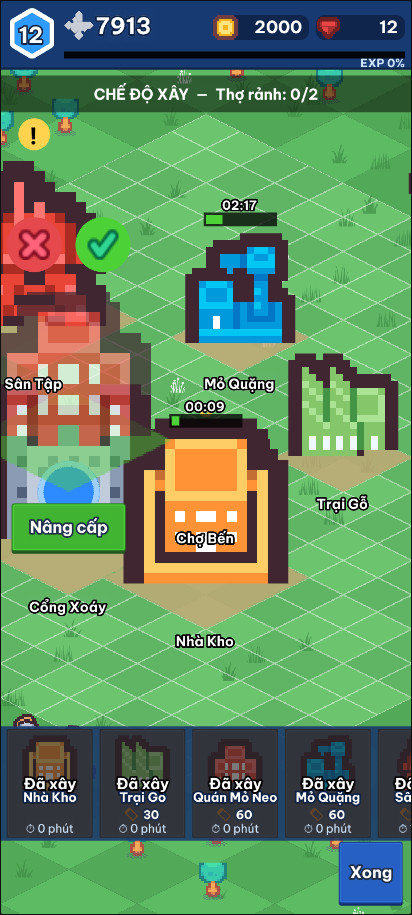 12
7913
2000
12
EXP 0%
CHẾ ĐỘ XÂY — Thợ rảnh: 0/2
!
02:17
Sân Tập
Mỏ Quặng
00:09
Trại Gỗ
Nâng cấp
Chợ Bến
Cổng Xoáy
Nhà Kho
Đã xây
Nhà Kho
0 phút
Đã xây
Trại Go
30
0 phút
Đã xây
Quán Mỏ Neo
60
0 phút
Đã xây
Mỏ Quặng
60
0 phút
Xong